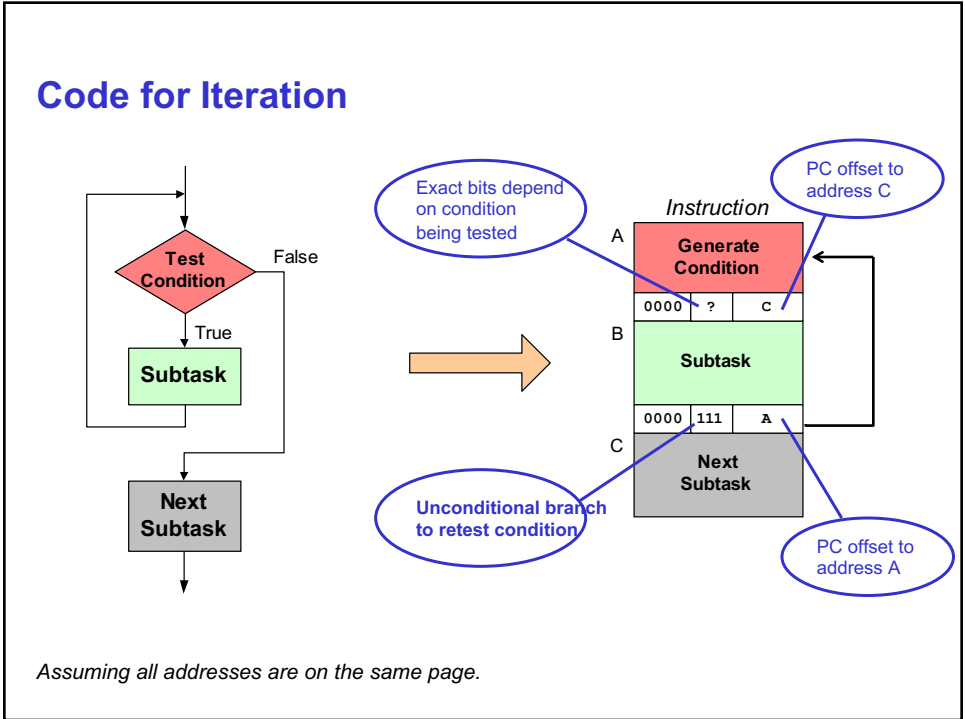 Code for Iteration
Test
Condition
False
True
Subtask
Next
Subtask
Exact bits depend
on condition
being tested
PC offset to
address C
Instruction
A
Generate
Condition
0000 ? C
B
Subtask
0000 111 A
C
Next
Subtask
Unconditional branch
to retest condition
PC offset to
address A
Assuming all addresses are on the same page.